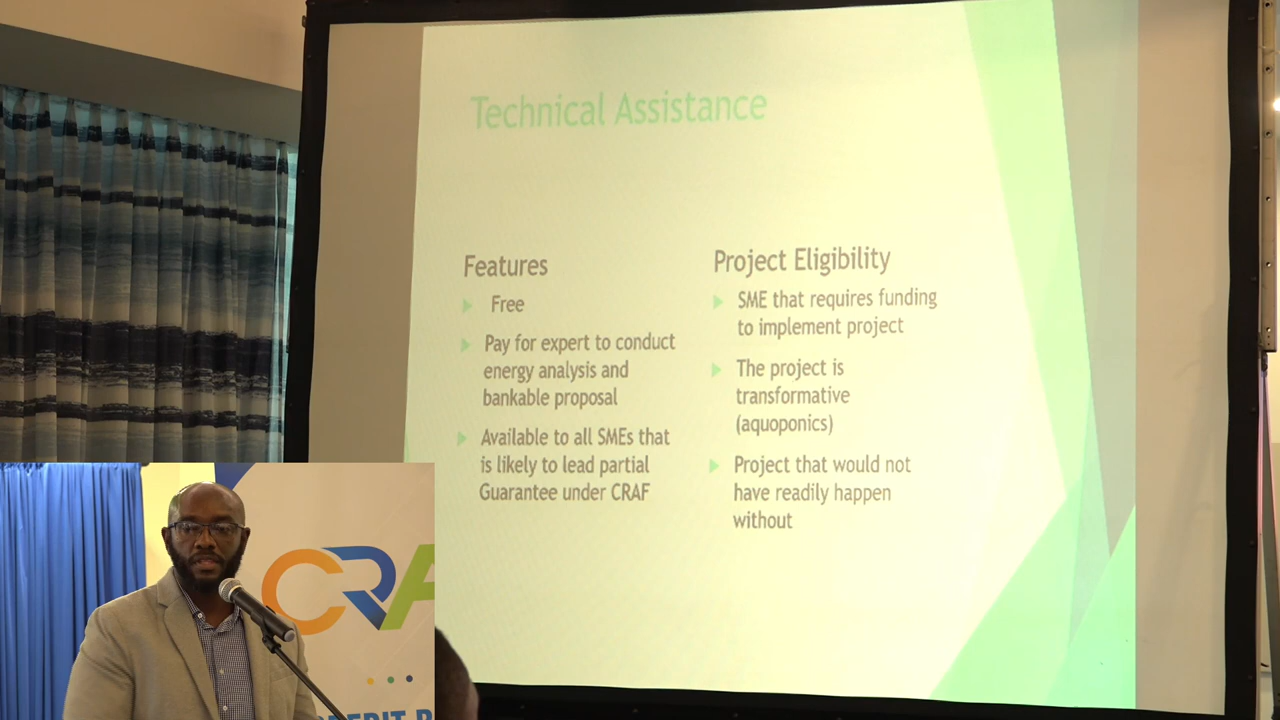 Technical Assistance
Features
Free
Pay for expert to conduct
energy analysis and
bankable proposal
Available to all SMEs that
is likely to lead partial
Guarantee under CRAF
Project Eligibility
SME that requires funding
to implement project
The project is
transformative
(aquoponics)
Project that would not
have readily happen
without
CRA